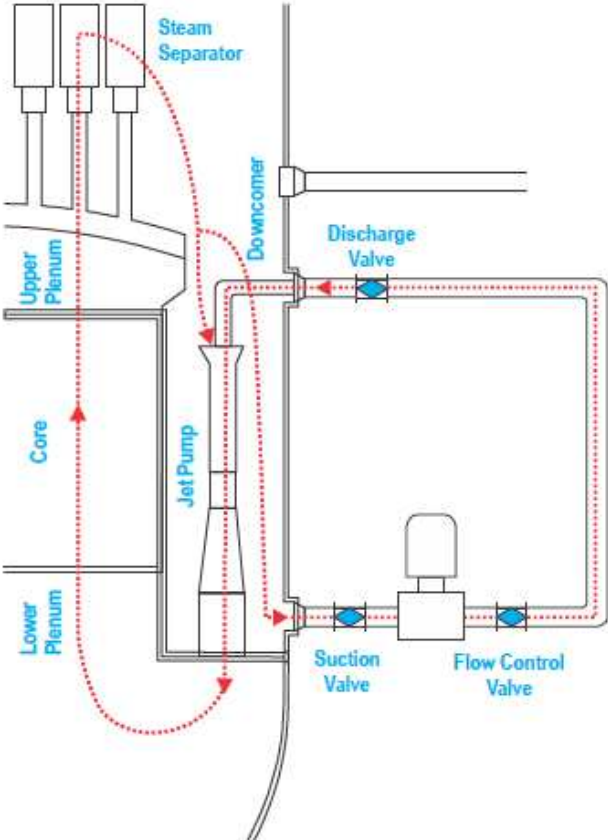 Steam
Separator
Downcomer
Discharge
Valve
Upper
Plenum
Core
Jet Pump
Lower
Plenum
Suction
Valve
Flow Control
Valve